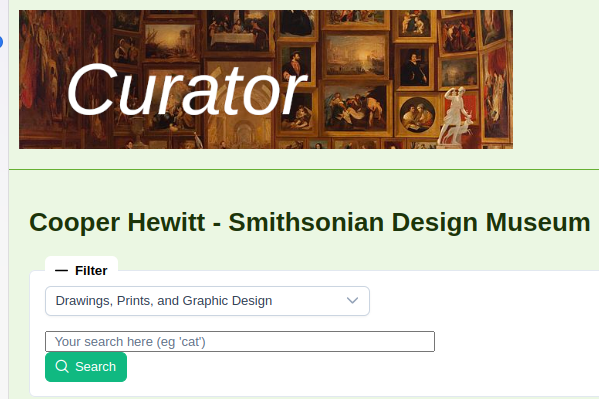 Curator
Cooper Hewitt - Smithsonian Design Museum
Filter
Drawings, Prints, and Graphic Design
Your search here (eg 'cat')
Search